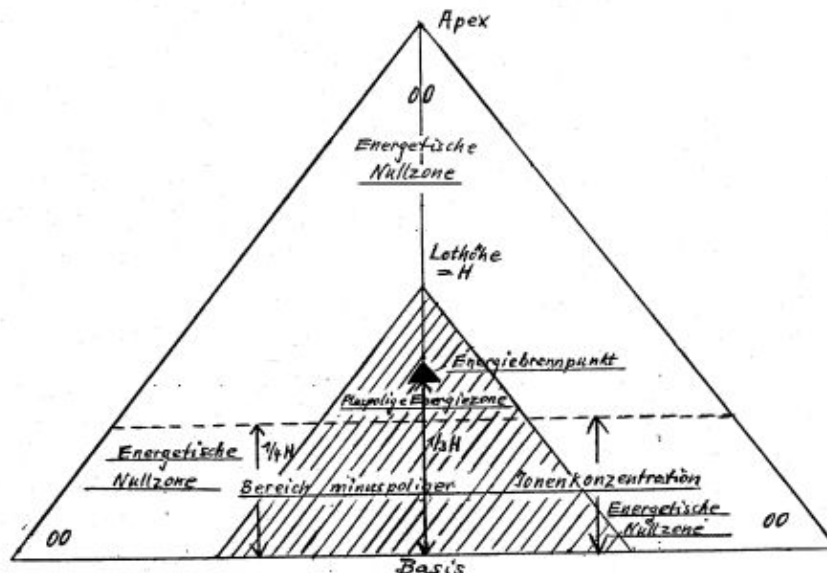 Apex
00
Energetische
Nullzone
Lothöhe
= H
Energiebrennpunkt
Pluspolige Energiezone
Energetische
Nullzone
1/4 H
1/3 H
Bereich minuspoliger Ionenkonzentration
Energetische
Nullzone
00
00
Basis